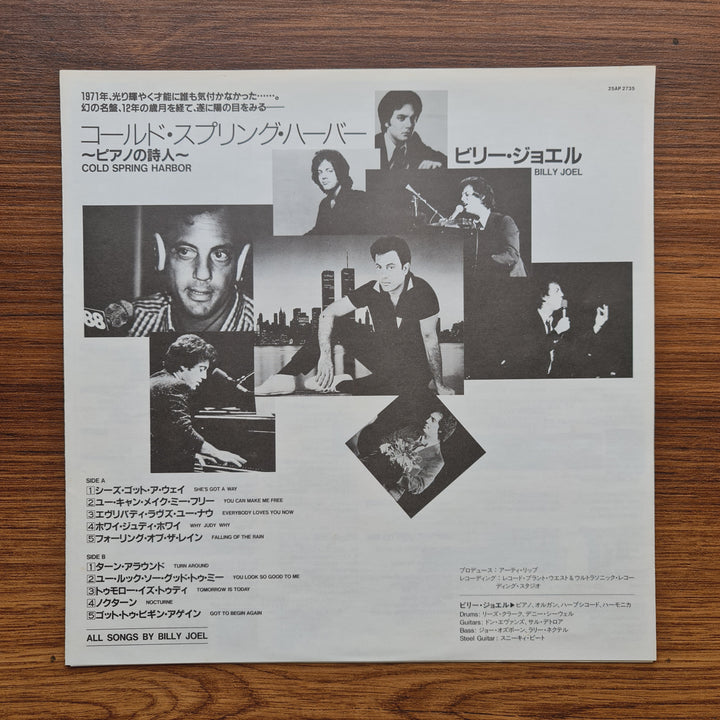 25AP 2735
1971年、光り輝やく才能に誰も気付かなかった……。
幻の名盤、12年の歳月を経て、遂に陽の目をみる──
コールド・スプリング・ハーバー
〜ピアノの詩人〜
COLD SPRING HARBOR
ビリー・ジョエル
BILLY JOEL
88
SIDE A
1 シーズ・ゴット・ア・ウェイ SHE'S GOT A WAY
2 ユー・キャン・メイク・ミー・フリー YOU CAN MAKE ME FREE
3 エヴリバディ・ラヴズ・ユー・ナウ EVERYBODY LOVES YOU NOW
4 ホワイ・ジュディ・ホワイ WHY JUDY WHY
5 フォーリング・オブ・ザ・レイン FALLING OF THE RAIN
SIDE B
1 ターン・アラウンド TURN AROUND
2 ユー・ルック・ソー・グッド・トゥ・ミー YOU LOOK SO GOOD TO ME
3 トゥモロー・イズ・トゥディ TOMORROW IS TODAY
4 ノクターン NOCTURNE
5 ゴット・トゥ・ビギン・アゲイン GOT TO BEGIN AGAIN
ALL SONGS BY BILLY JOEL
プロデュース：アーティ・リップ
レコーディング：レコード・プラント・ウエスト&ウルトラソニック・レコー
ディング・スタジオ
ビリー・ジョエル▶ピアノ, オルガン, ハープシコード, ハーモニカ
Drums: リーズ・クラーク, デニー・シーウェル
Guitars: ドン・エヴァンズ, サル・デトロア
Bass: ジョー・オズボーン, ラリー・ネクテル
Steel Guitar: スニーキィ・ピート